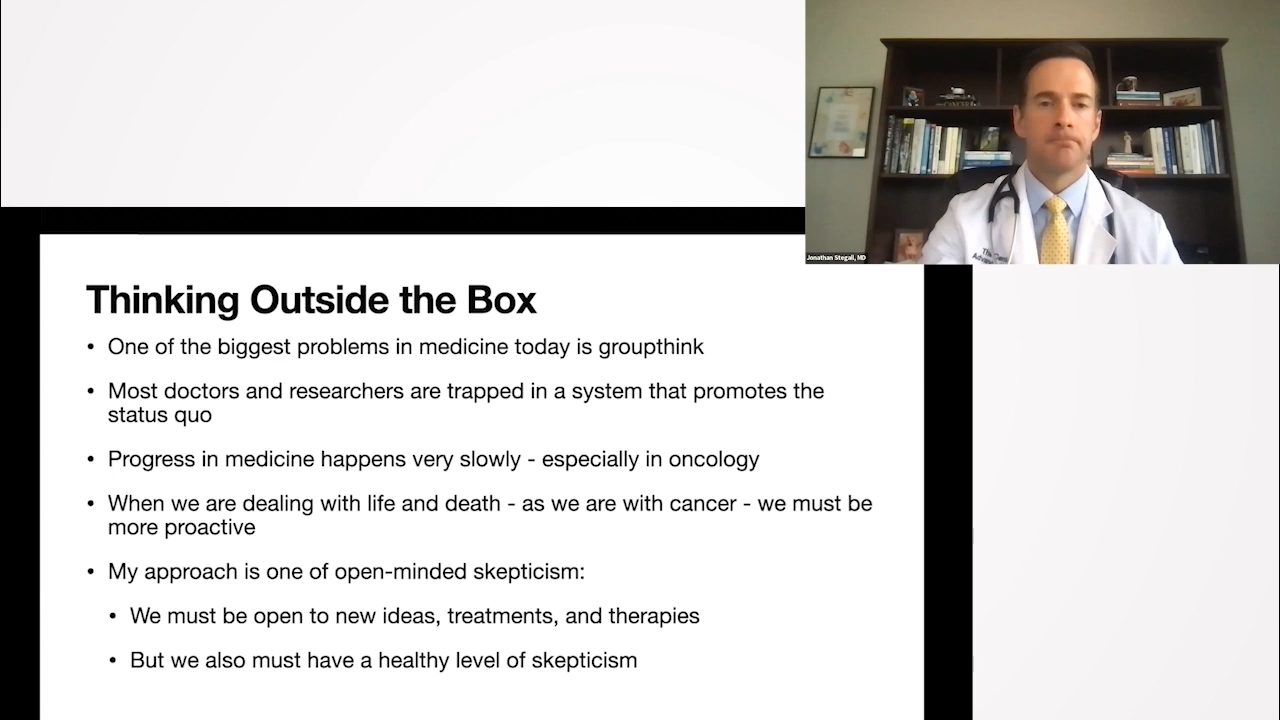 Jonathan Stegall, MD
Thinking Outside the Box
• One of the biggest problems in medicine today is groupthink
• Most doctors and researchers are trapped in a system that promotes the
status quo
• Progress in medicine happens very slowly - especially in oncology
• When we are dealing with life and death - as we are with cancer - we must be
more proactive
• My approach is one of open-minded skepticism:
• We must be open to new ideas, treatments, and therapies
• But we also must have a healthy level of skepticism